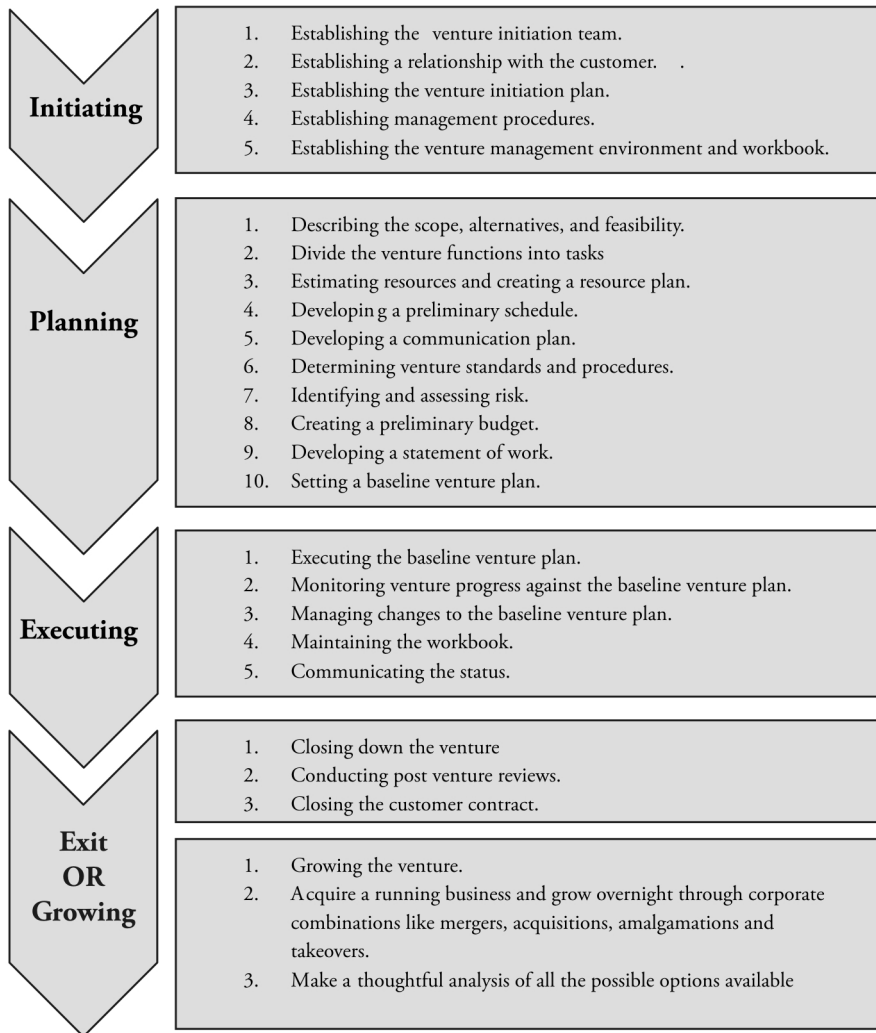 Initiating
1. Establishing the venture initiation team.
2. Establishing a relationship with the customer. .
3. Establishing the venture initiation plan.
4. Establishing management procedures.
5. Establishing the venture management environment and workbook.
Planning
1. Describing the scope, alternatives, and feasibility.
2. Divide the venture functions into tasks
3. Estimating resources and creating a resource plan.
4. Developing a preliminary schedule.
5. Developing a communication plan.
6. Determining venture standards and procedures.
7. Identifying and assessing risk.
8. Creating a preliminary budget.
9. Developing a statement of work.
10. Setting a baseline venture plan.
Executing
1. Executing the baseline venture plan.
2. Monitoring venture progress against the baseline venture plan.
3. Managing changes to the baseline venture plan.
4. Maintaining the workbook.
5. Communicating the status.
Exit
OR
Growing
1. Closing down the venture
2. Conducting post venture reviews.
3. Closing the customer contract.
1. Growing the venture.
2. Acquire a running business and grow overnight through corporate
combinations like mergers, acquisitions, amalgamations and
takeovers.
3. Make a thoughtful analysis of all the possible options available